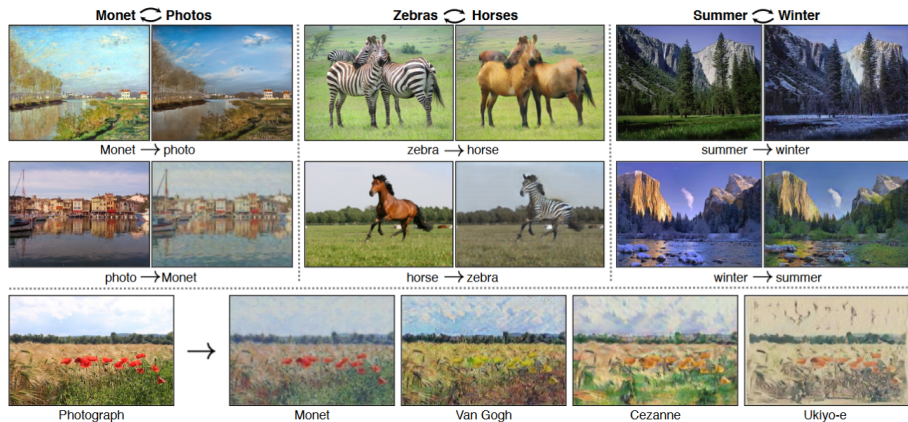 Monet Photos
Zebras Horses
Summer Winter
Monet → photo
zebra → horse
summer → winter
photo → Monet
horse → zebra
winter → summer
Photograph
Monet
Van Gogh
Cezanne
Ukiyo-e